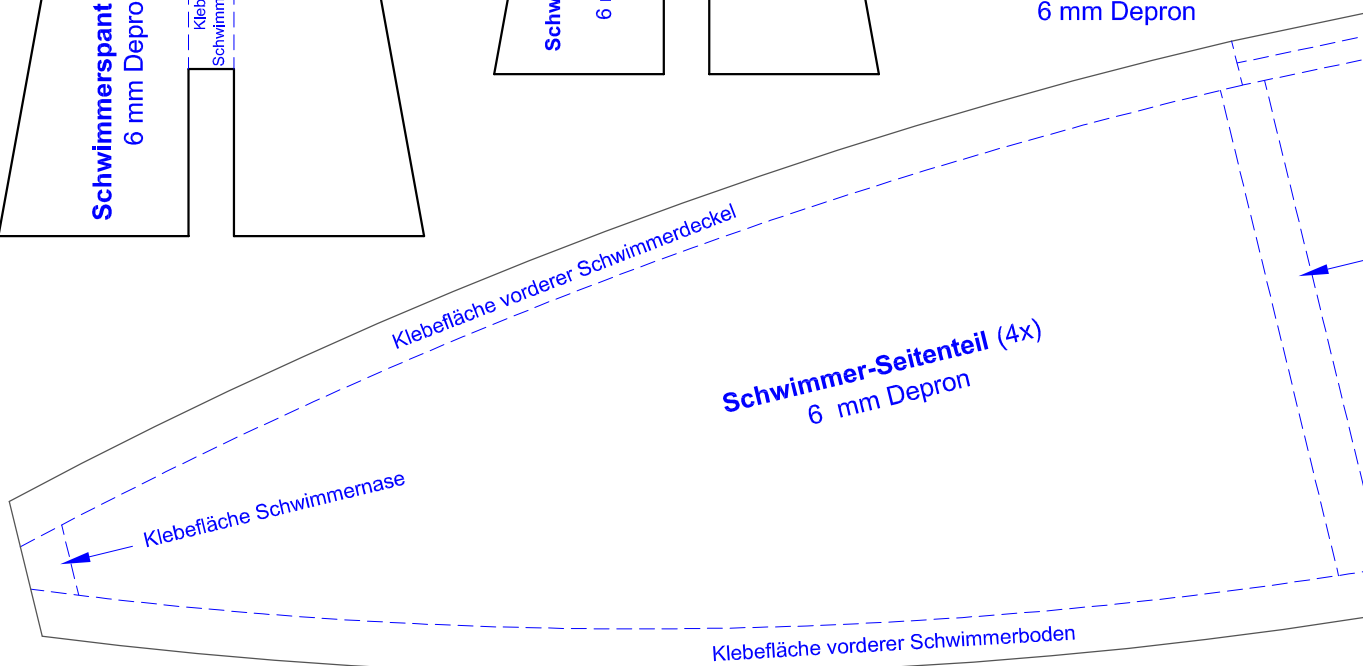 Schwimmerspant
6 mm Depron
6 mm Depron
Klebefläche vorderer Schwimmerdeckel
Schwimmer-Seitenteil (4x)
6 mm Depron
Klebefläche Schwimmernase
Klebefläche vorderer Schwimmerboden